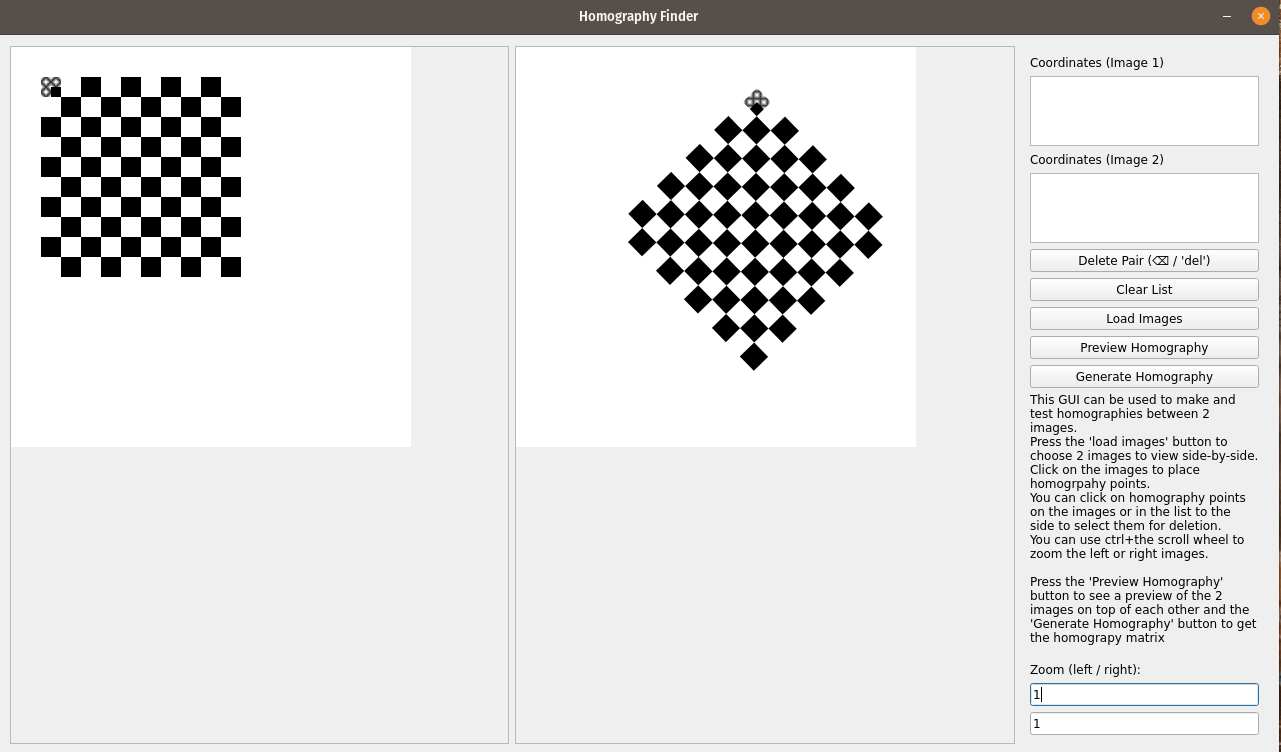 Homography Finder
Coordinates (Image 1)
Coordinates (Image 2)
Delete Pair (⌫ / 'del')
Clear List
Load Images
Preview Homography
Generate Homography
This GUI can be used to make and
test homographies between 2
images.
Press the 'load images' button to
choose 2 images to view side-by-side.
Click on the images to place
homogrpahy points.
You can click on homography points
on the images or in the list to the
side to select them for deletion.
You can use ctrl+the scroll wheel to
zoom the left or right images.
Press the 'Preview Homography'
button to see a preview of the 2
images on top of each other and the
'Generate Homography' button to get
the homograpy matrix
Zoom (left / right):
1
1